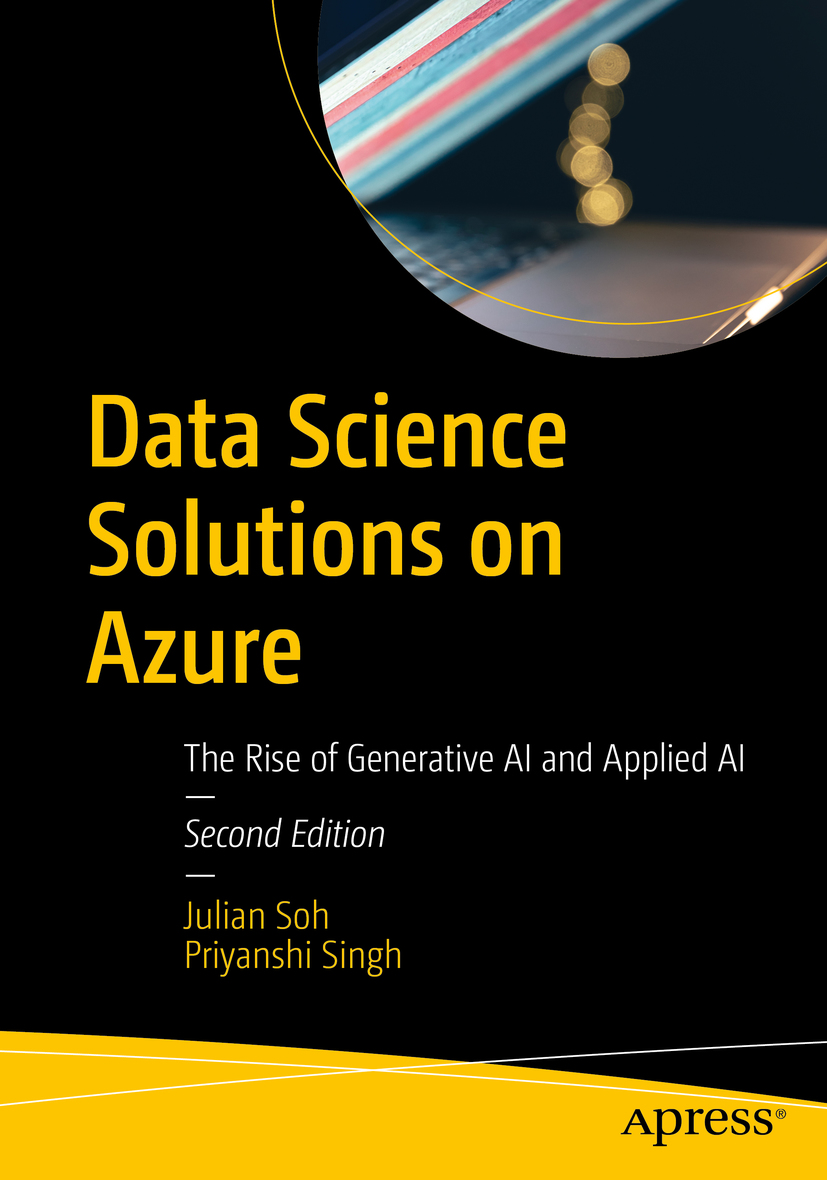 Data Science
Solutions on
Azure
The Rise of Generative AI and Applied AI
—
Second Edition
—
Julian Soh
Priyanshi Singh
Apress®